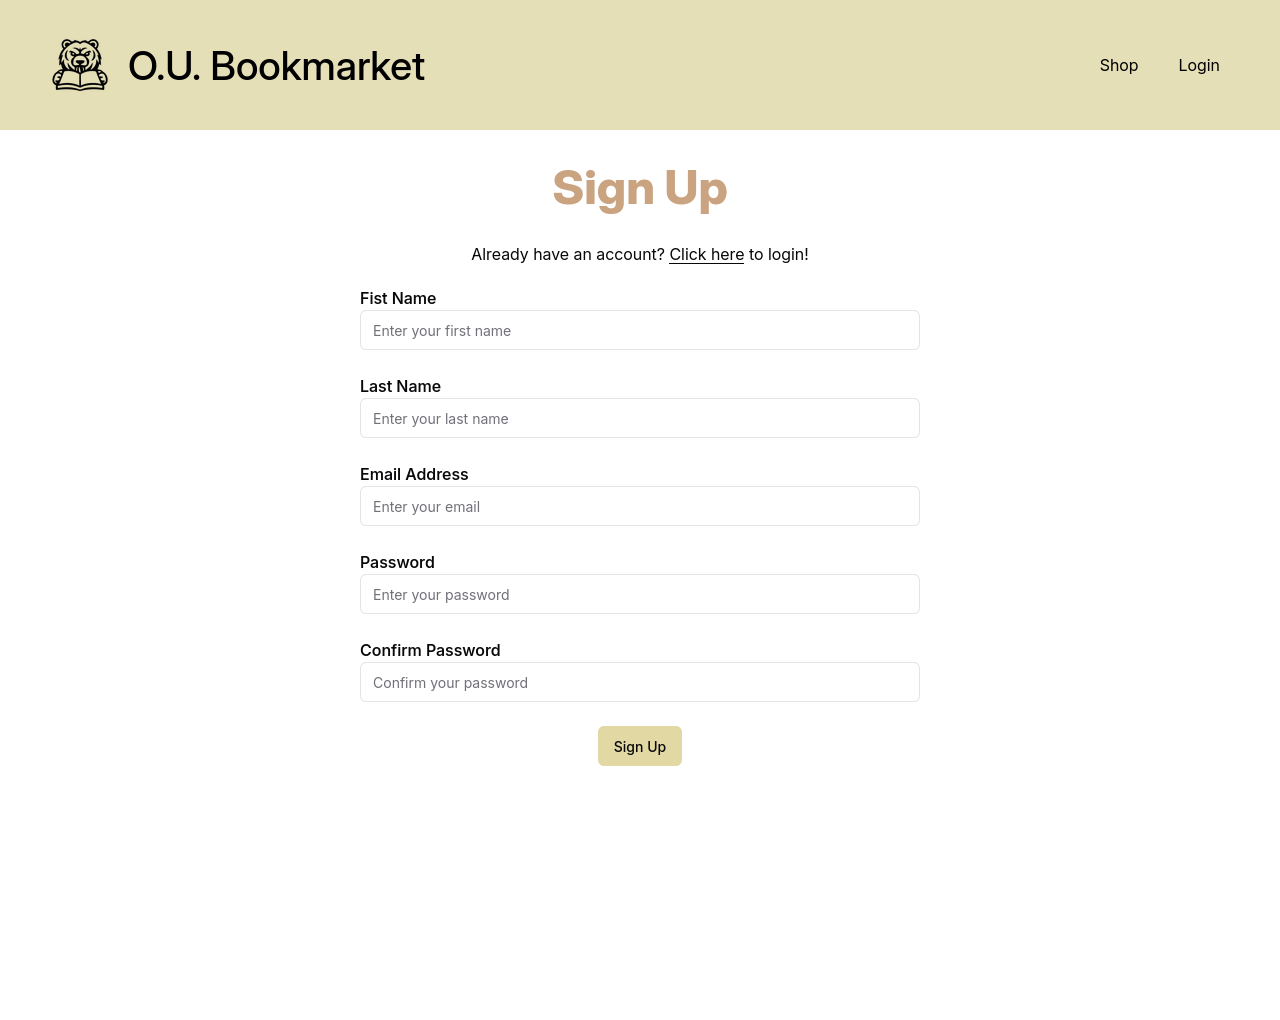 O.U. Bookmarket
Shop
Login
Sign Up
Already have an account? Click here to login!
Fist Name
Enter your first name
Last Name
Enter your last name
Email Address
Enter your email
Password
Enter your password
Confirm Password
Confirm your password
Sign Up